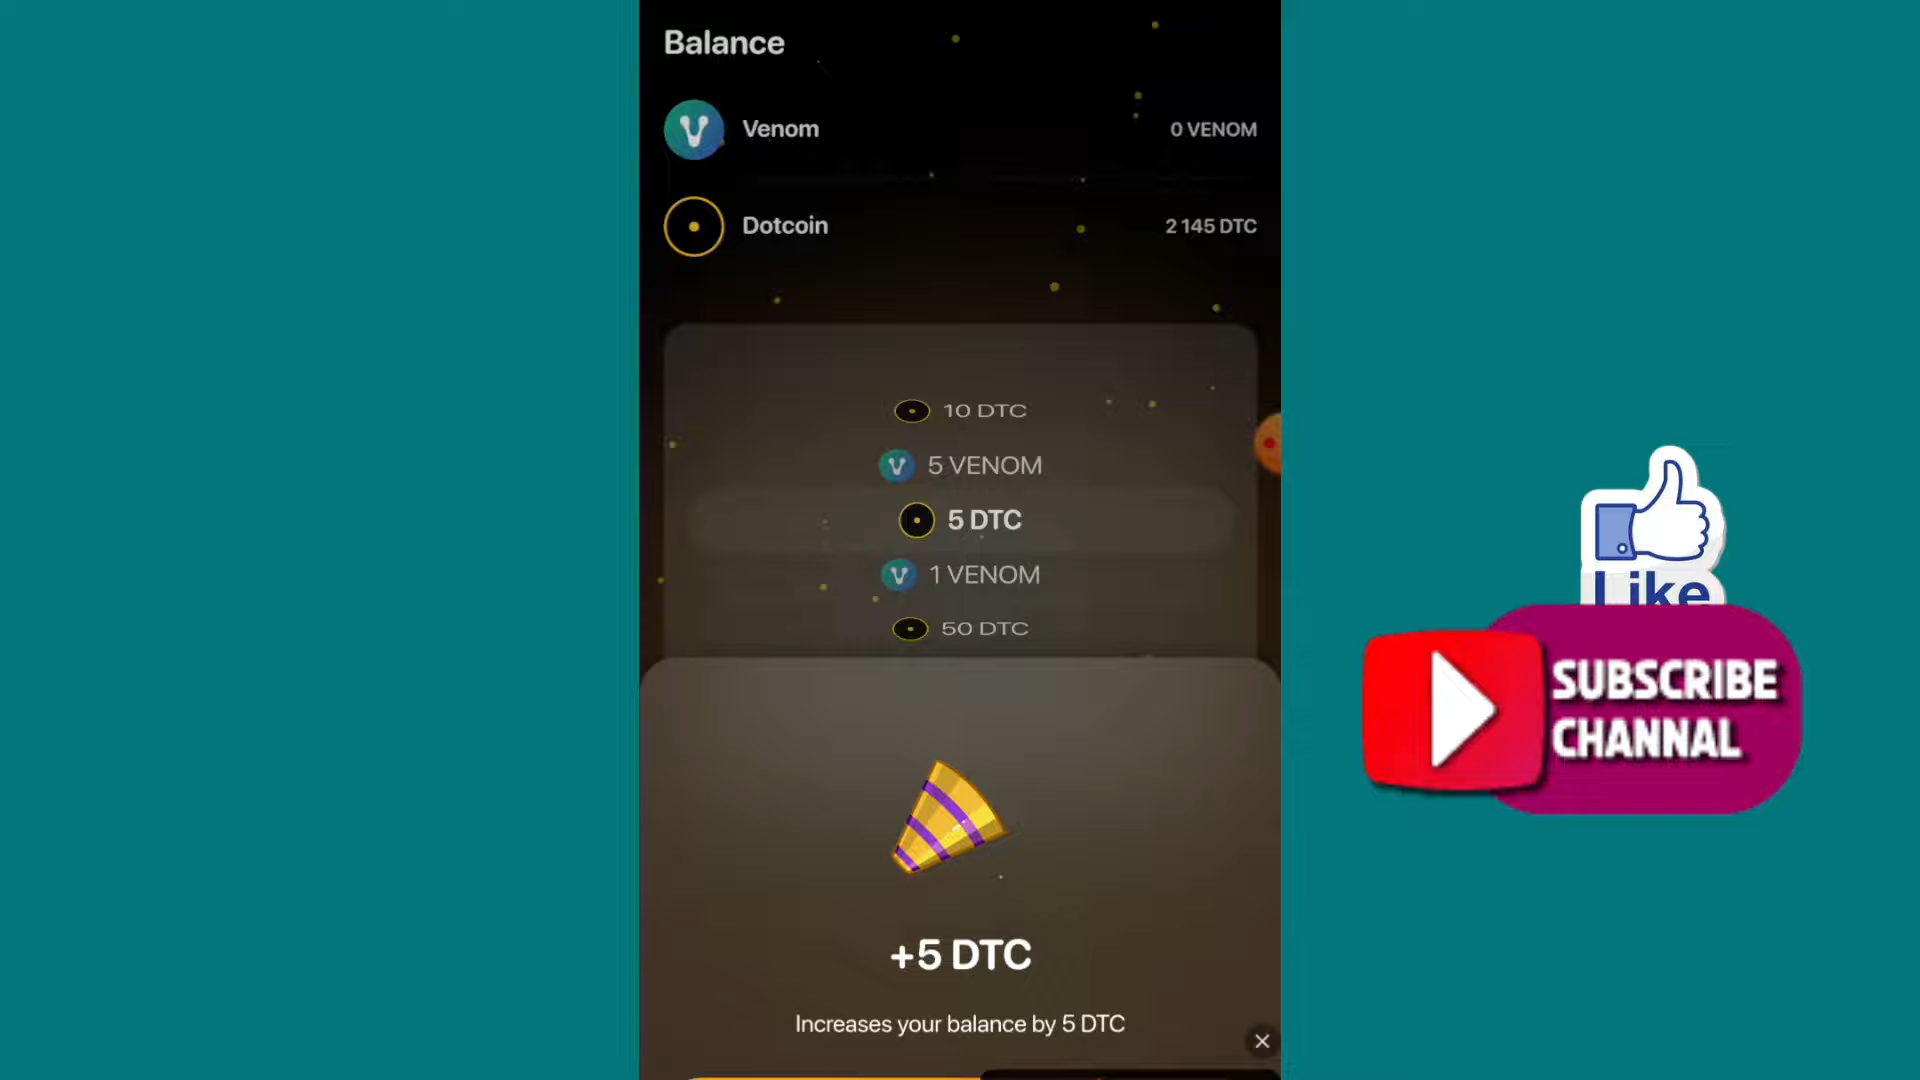 Balance
Venom
0 VENOM
Dotcoin
2 145 DTC
10 DTC
5 VENOM
5 DTC
1 VENOM
50 DTC
+5 DTC
Increases your balance by 5 DTC
Like
SUBSCRIBE
CHANNAL